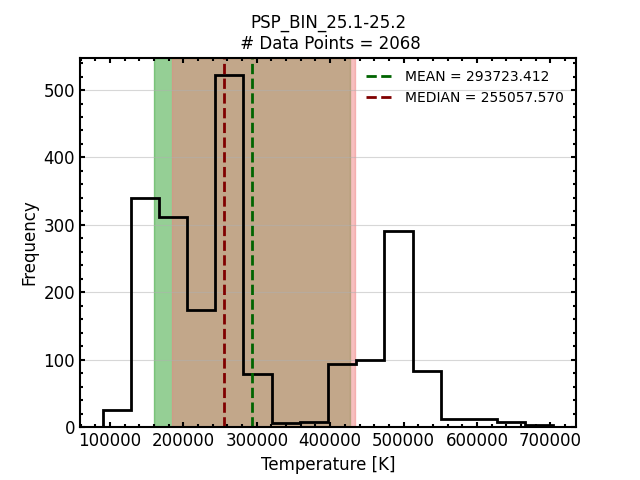 PSP_BIN_25.1-25.2
# Data Points = 2068
MEAN = 293723.412
MEDIAN = 255057.570
Frequency
500
400
300
200
100
0
100000 200000 300000 400000 500000 600000 700000
Temperature [K]